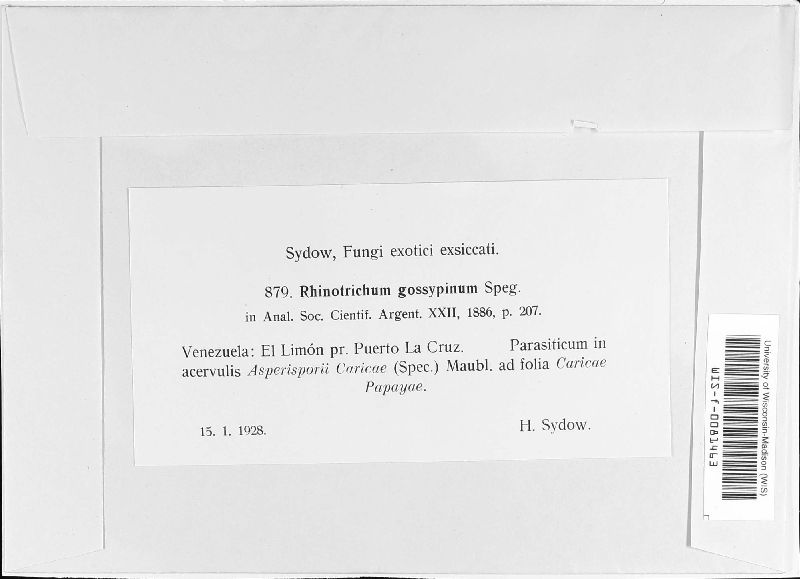 Sydow, Fungi exotici exsiccati.
879. Rhinotrichum gossypinum Speg.
in Anal. Soc. Cientif. Argent. XXII, 1886, p. 207.
Venezuela: El Limón pr. Puerto La Cruz. Parasiticum in
acervulis Asperisporii Caricae (Spec.) Maubl. ad folia Caricae
Papayae.
15. 1. 1928. H. Sydow.
University of Wisconsin-Madison (WIS)
WIS-f-0081463